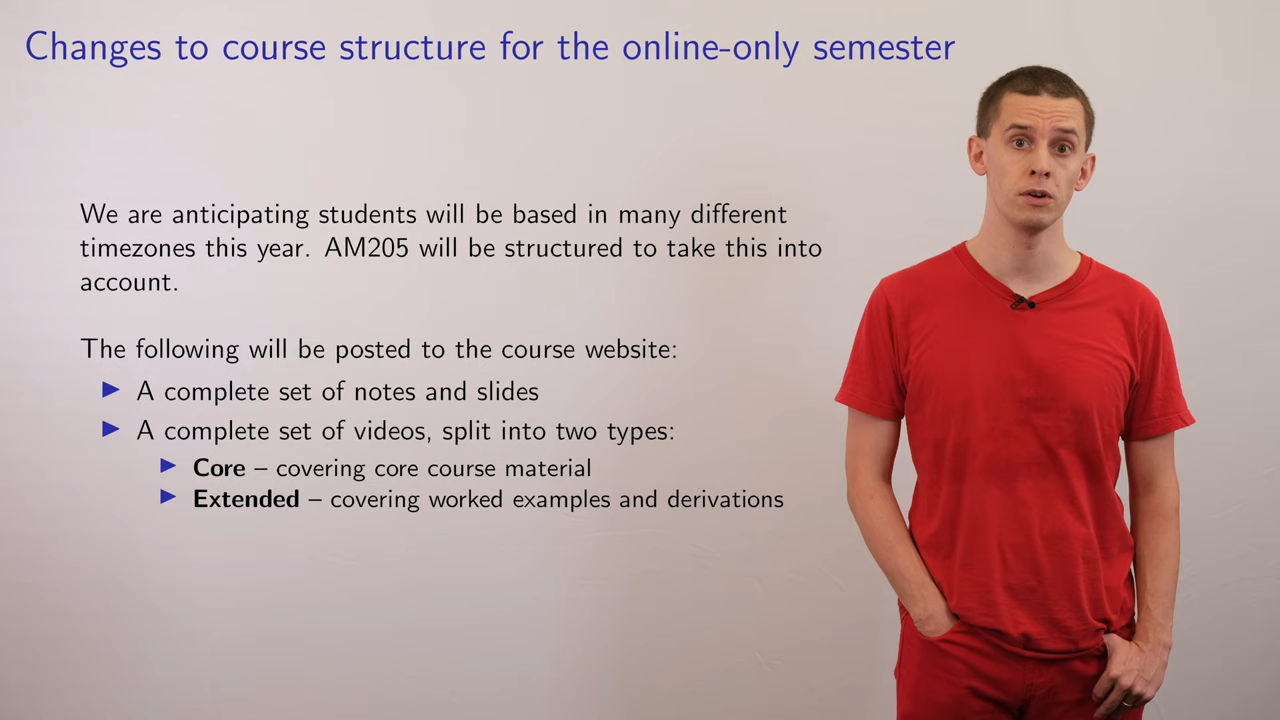 Changes to course structure for the online-only semester
We are anticipating students will be based in many different
timezones this year. AM205 will be structured to take this into
account.
The following will be posted to the course website:
▶ A complete set of notes and slides
▶ A complete set of videos, split into two types:
▶ Core – covering core course material
▶ Extended – covering worked examples and derivations